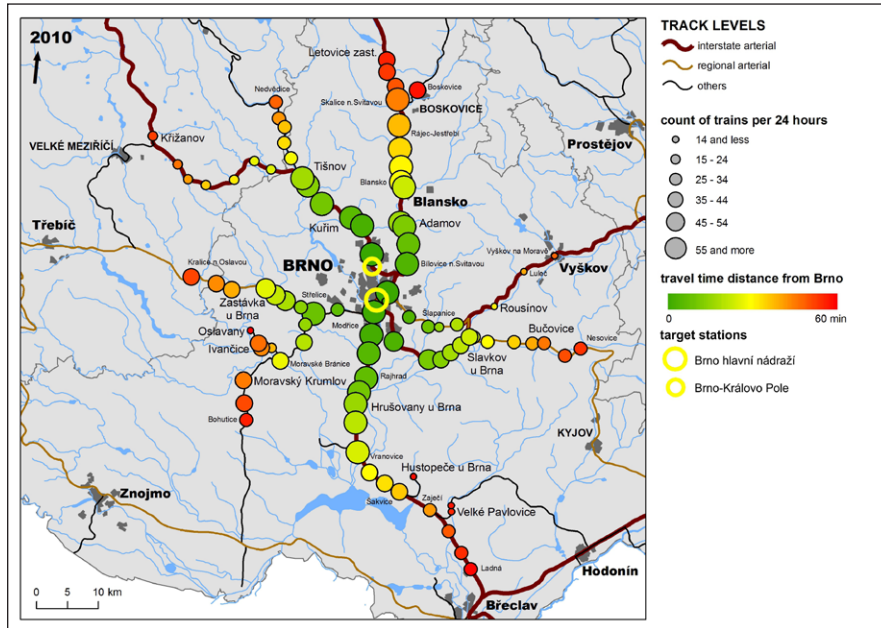 2010
Letovice zast.
Boskovice
Nedvědice
Skalice n.Svitavou
BOSKOVICE
Křižanov
Rájec-Jestřebí
Prostějov
VELKÉ MEZIŘÍČÍ
Tišnov
Blansko
Blansko
Třebíč
Kuřim
Adamov
Vyškov na Moravě
BRNO
Bílovice n.Svitavou
Luleč
Vyškov
Kralice n.Oslavou
Zastávka
u Brna
Střelice
Šlapanice
Rousínov
Oslavany
Modřice
Bučovice
Nesovice
Ivančice
Moravské Bránice
Slavkov
u Brna
Moravský Krumlov
Rajhrad
Hrušovany u Brna
Bohutice
KYJOV
Vranovice
Hustopeče u Brna
Znojmo
Šakvice
Zaječí
Velké Pavlovice
Ladná
Hodonín
Břeclav
0 5 10 km
TRACK LEVELS
interstate arterial
regional arterial
others
count of trains per 24 hours
14 and less
15 - 24
25 - 34
35 - 44
45 - 54
55 and more
travel time distance from Brno
0 60 min
target stations
Brno hlavní nádraží
Brno-Královo Pole